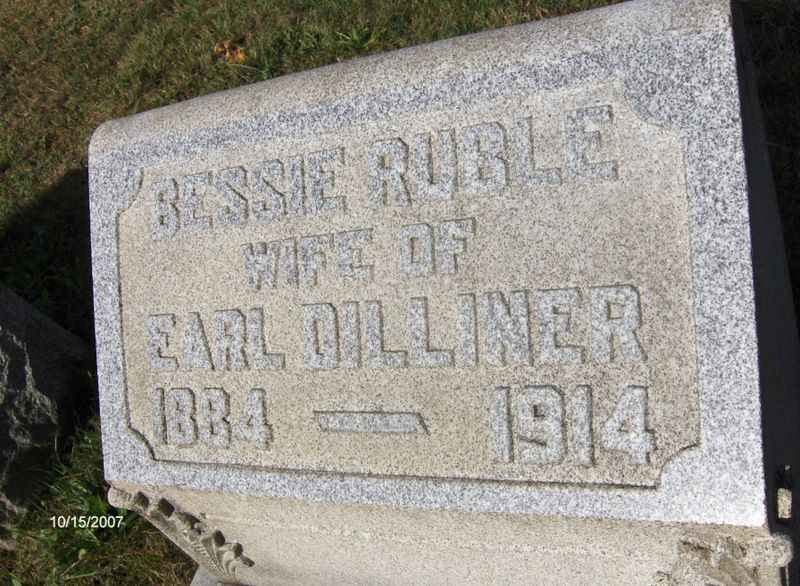 BESSIE RUBLE
WIFE OF
EARL DILLINER
1884 — 1914
10/15/2007